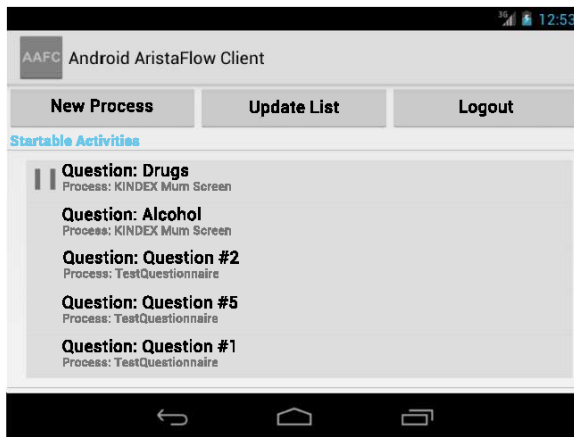 3G 12:53
AAFC Android AristaFlow Client
New Process Update List Logout
Startable Activities
Question: Drugs
Process: KINDEX Mum Screen
Question: Alcohol
Process: KINDEX Mum Screen
Question: Question #2
Process: TestQuestionnaire
Question: Question #5
Process: TestQuestionnaire
Question: Question #1
Process: TestQuestionnaire